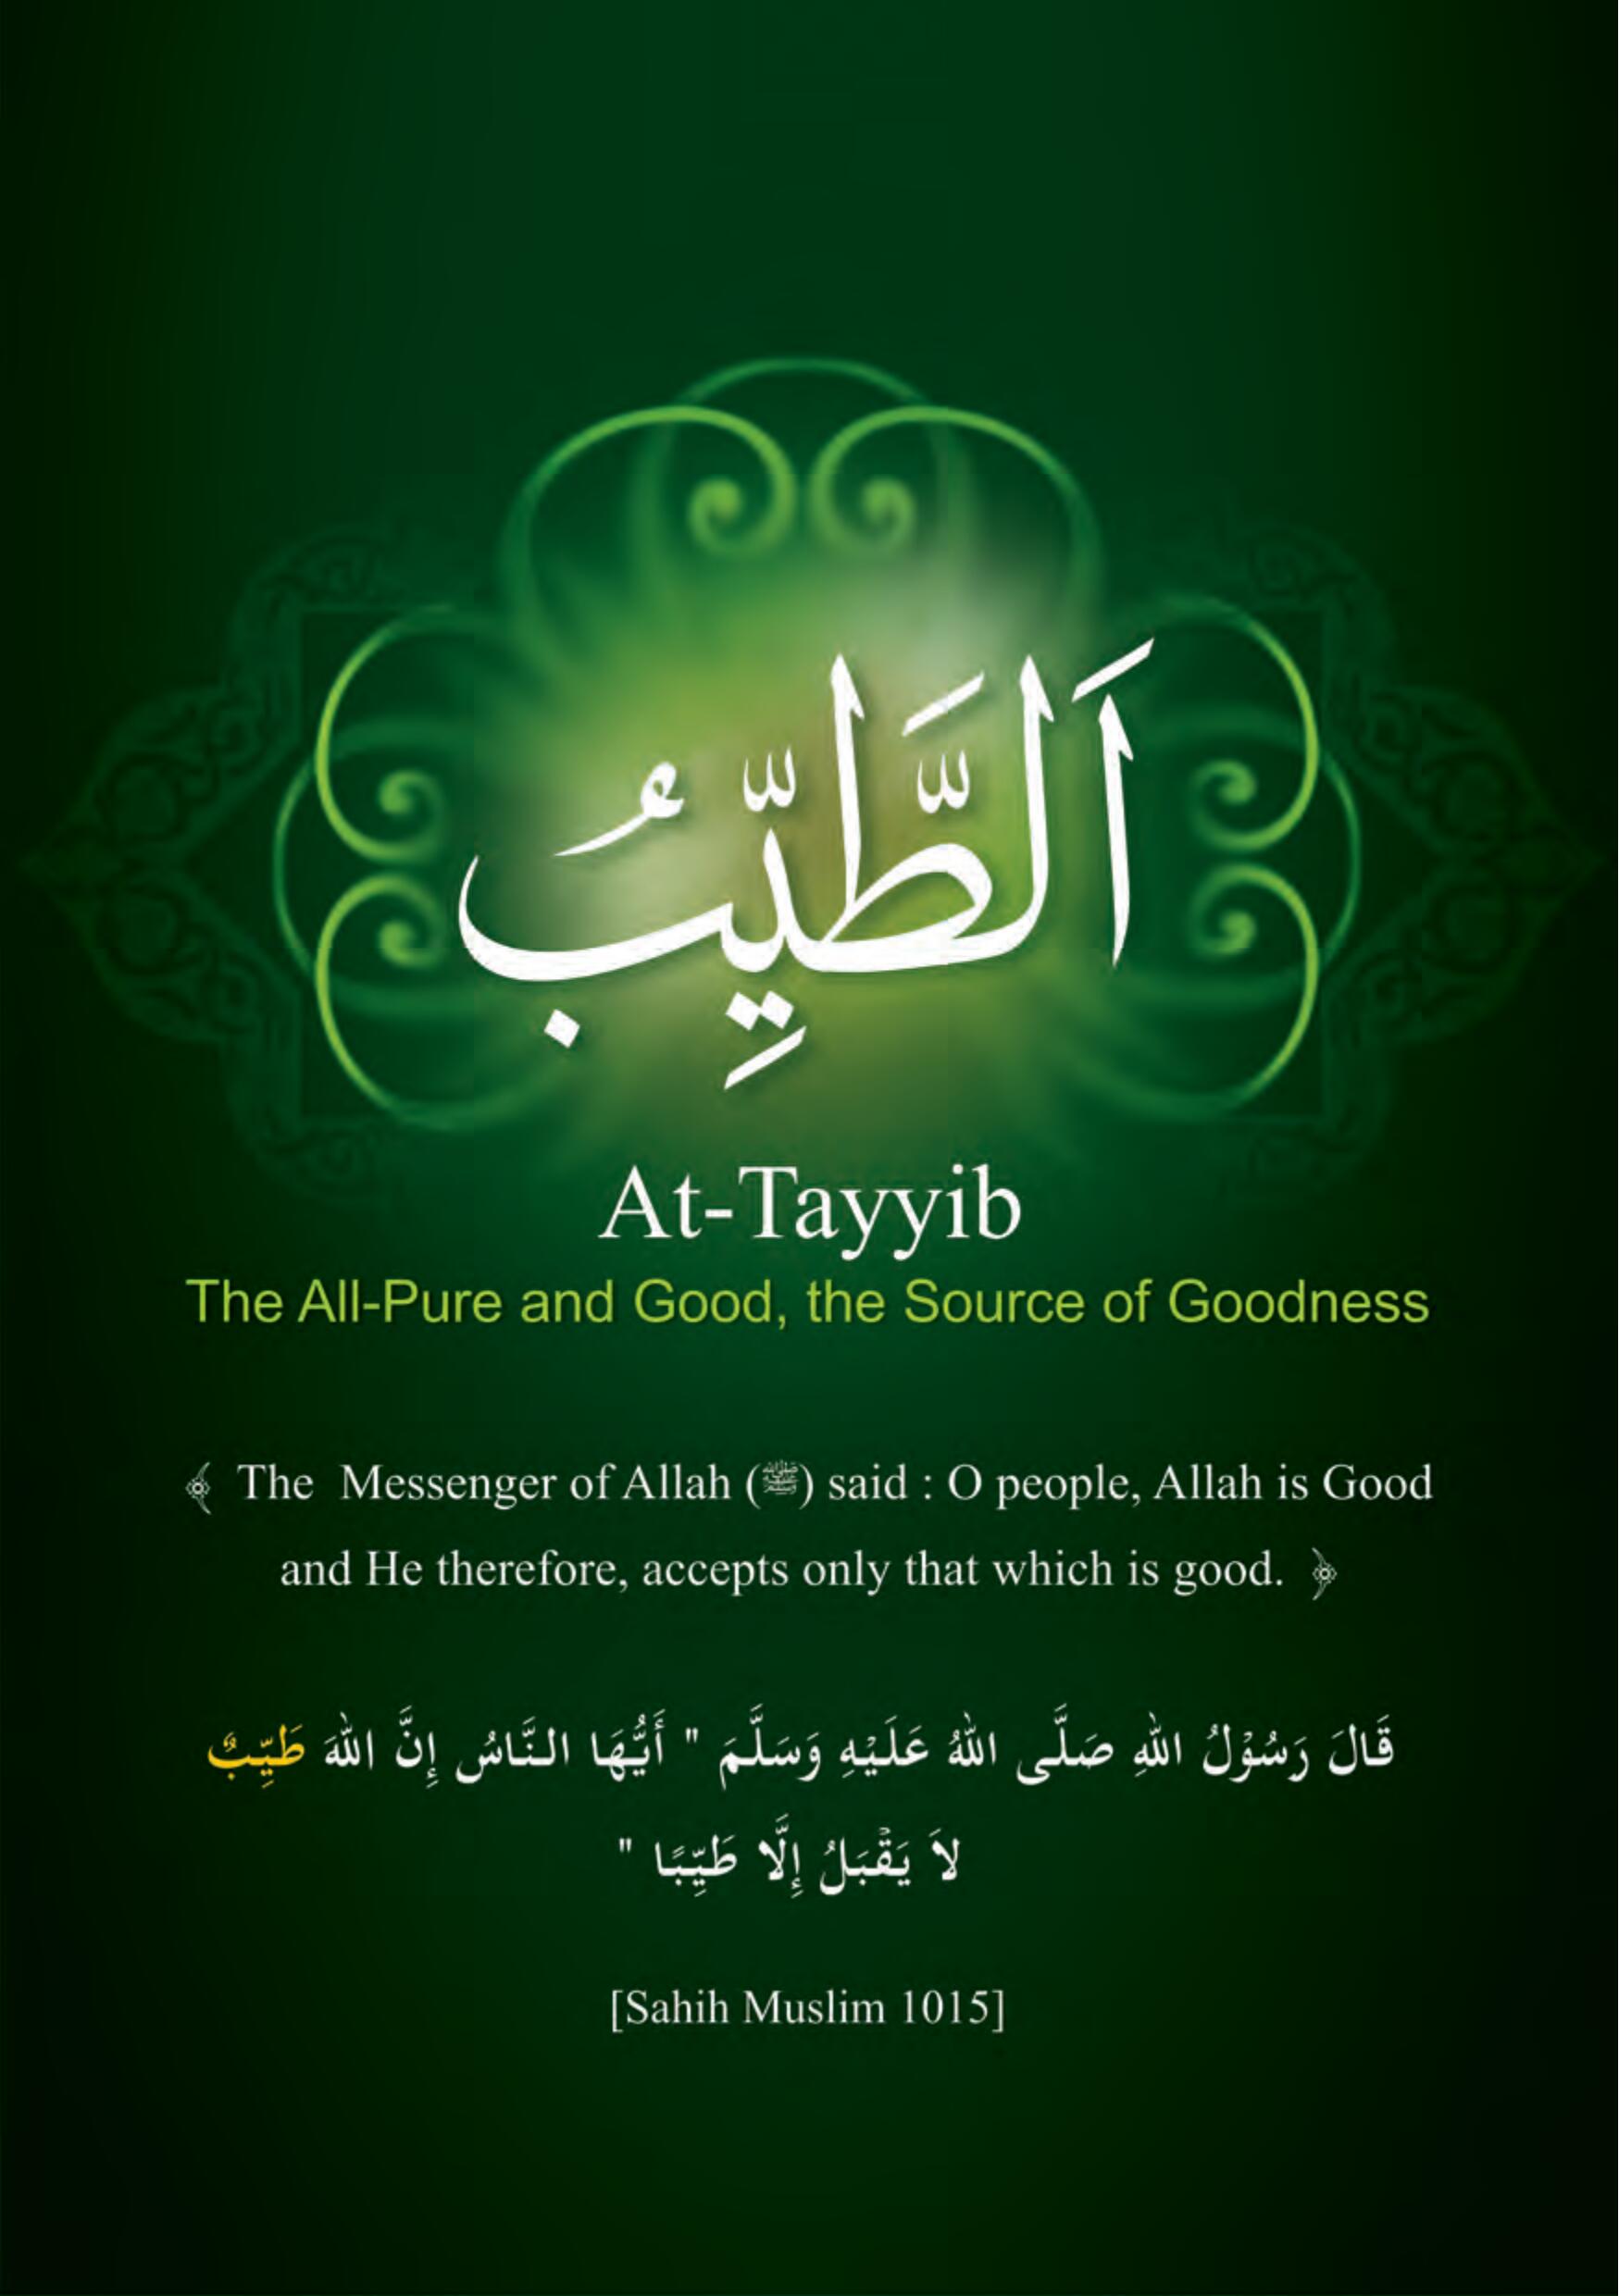 اَلطَّيِّبُ
At-Tayyib
The All-Pure and Good, the Source of Goodness
﴾ The Messenger of Allah (ﷺ) said : O people, Allah is Good
and He therefore, accepts only that which is good. ﴿
قَالَ رَسُوْلُ اللهِ صَلَّى اللهُ عَلَيْهِ وَسَلَّمَ " أَيُّهَا النَّاسُ إِنَّ اللهَ طَيِّبٌ
لاَ يَقْبَلُ إِلَّا طَيِّبًا "
[Sahih Muslim 1015]